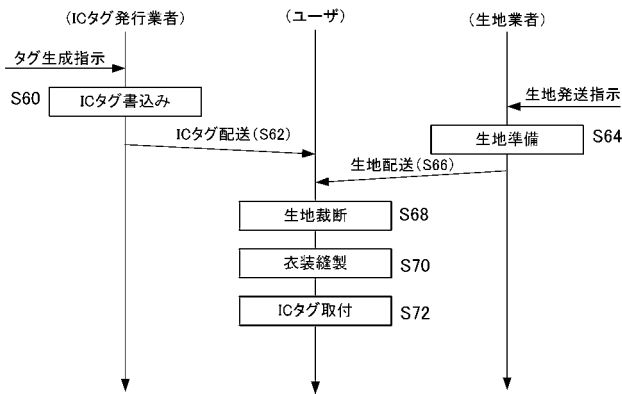 (ICタグ発行業者)
(ユーザ)
(生地業者)
タグ生成指示
S60
ICタグ書込み
生地発送指示
ICタグ配送(S62)
生地準備
S64
生地配送(S66)
生地裁断
S68
衣装縫製
S70
ICタグ取付
S72